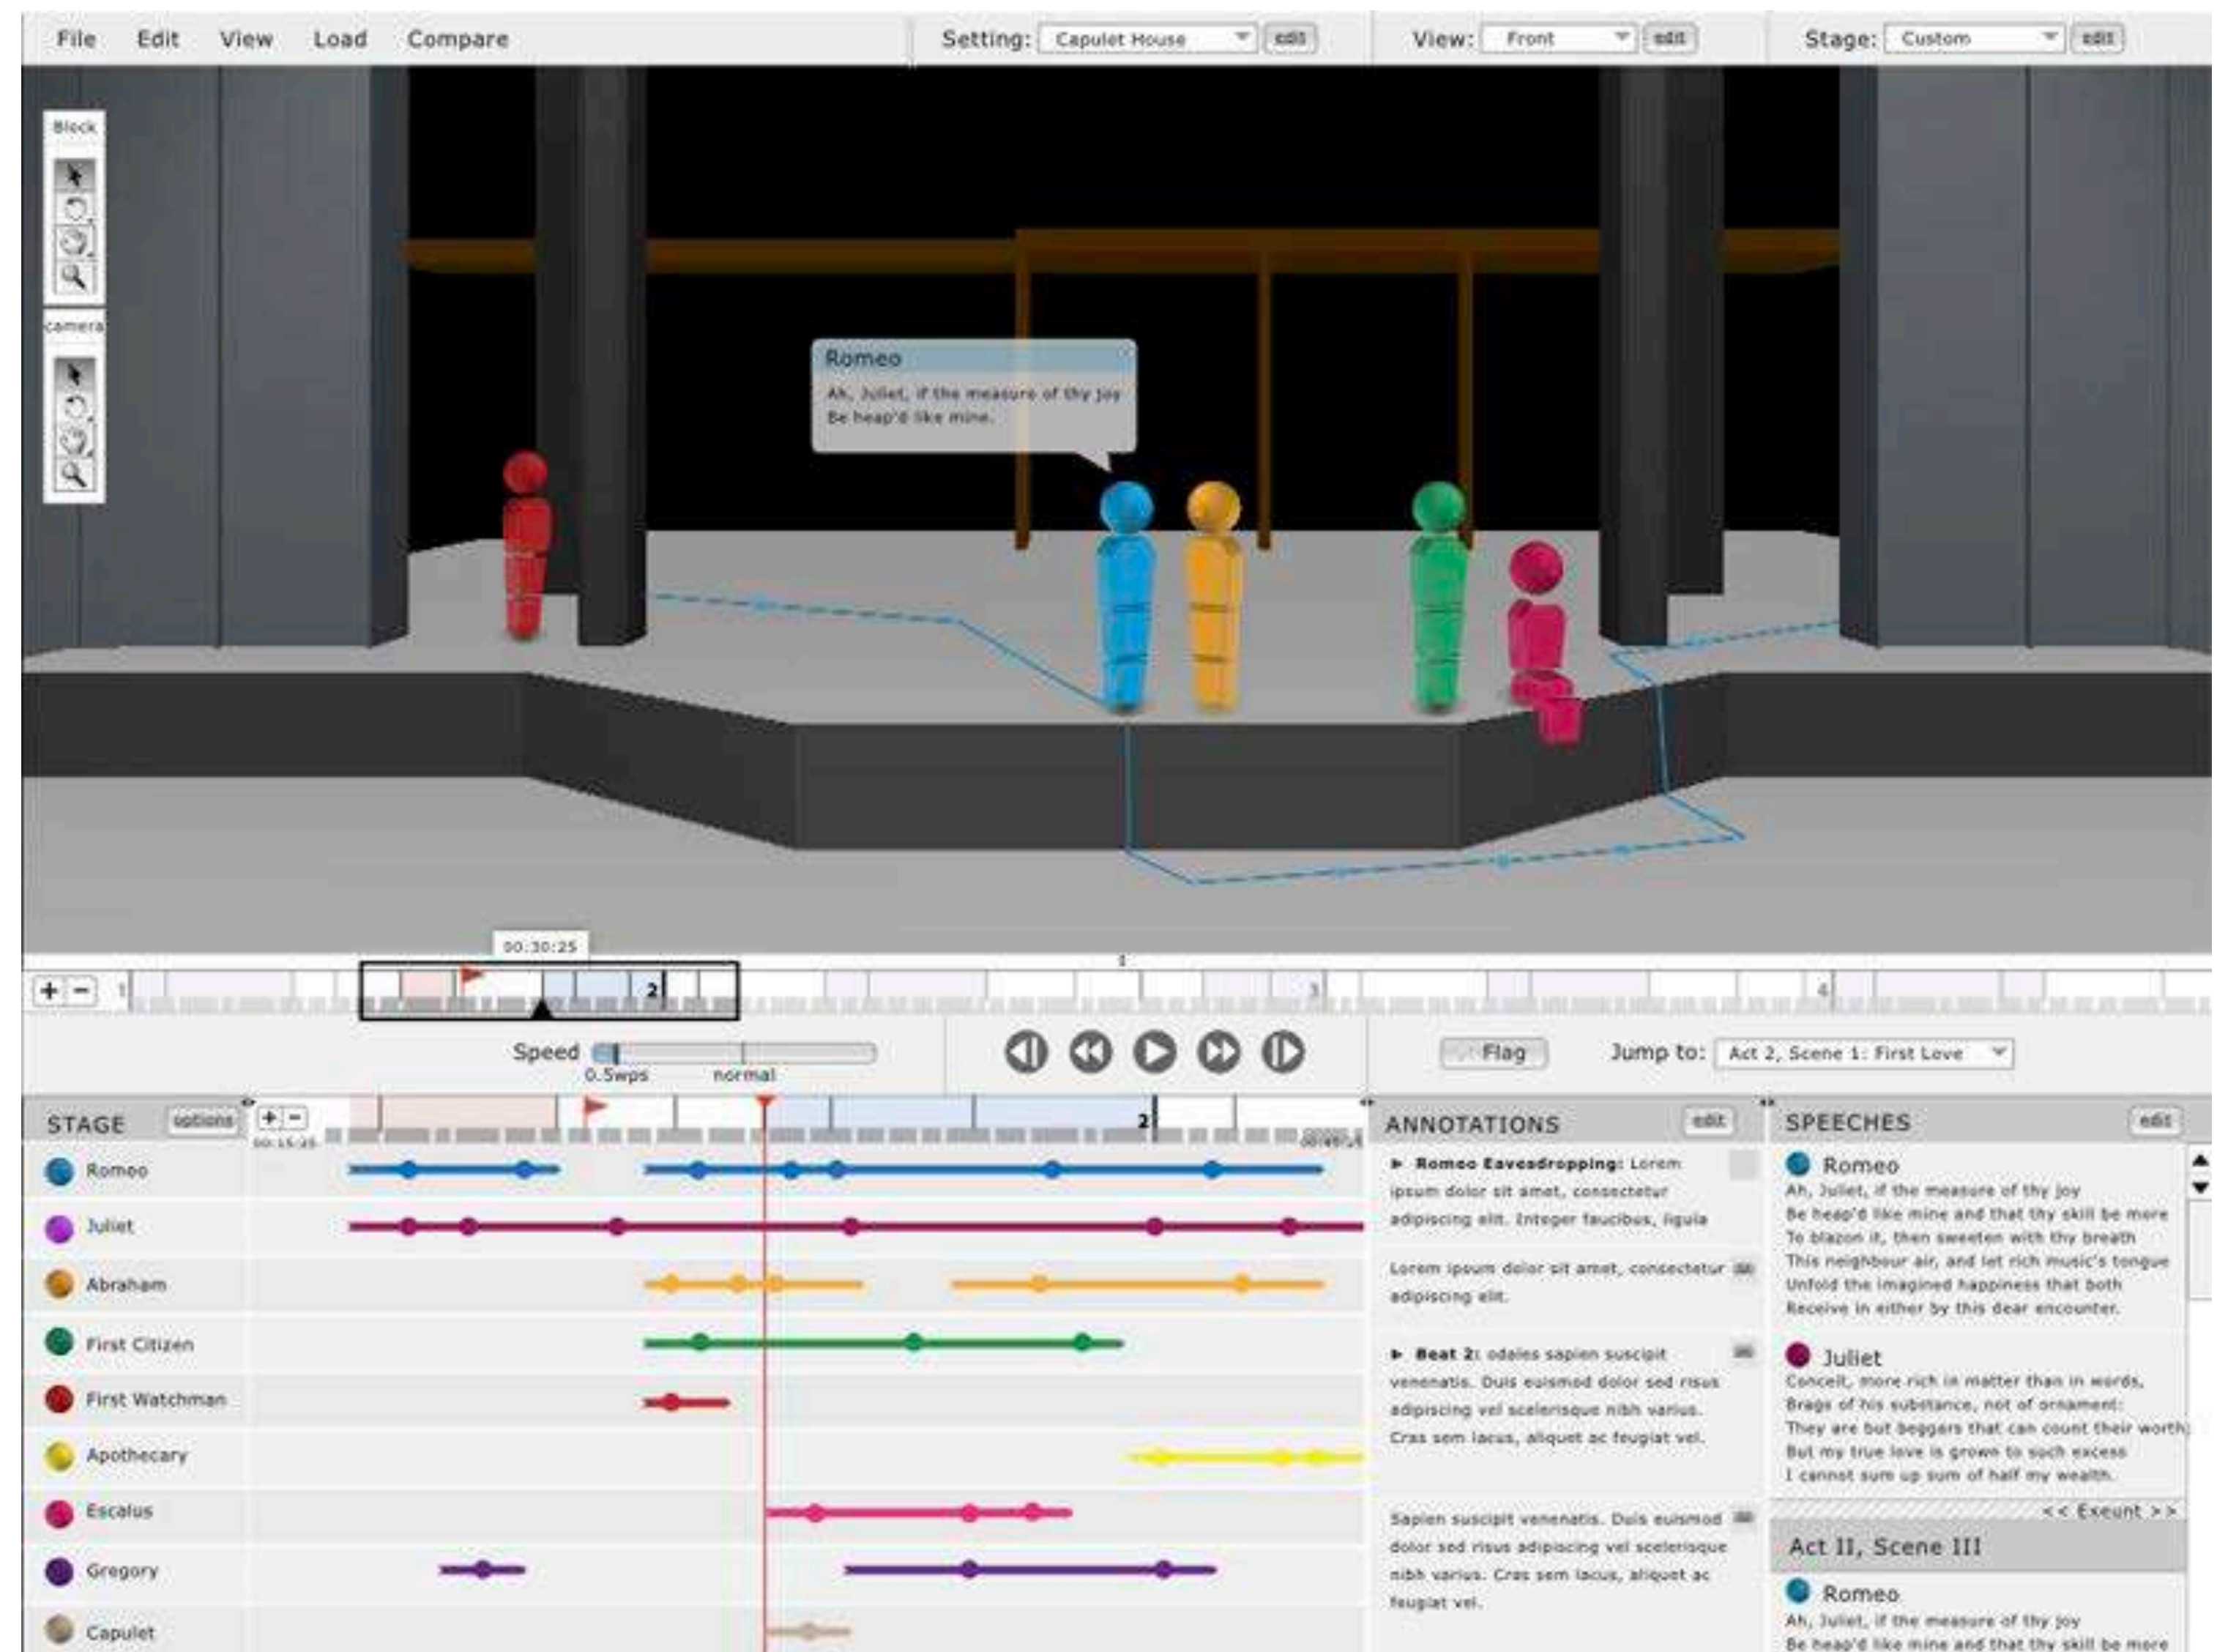 File Edit View Load Compare Setting: Capulet House edit View: Front edit Stage: Custom edit
Block
camera
Romeo
Ah, Juliet, if the measure of thy joy
Be heap'd like mine.
00:30:25
+ − 1 2 3 4
Speed
0.5wps normal
Flag Jump to: Act 2, Scene 1: First Love
STAGE options + −
00:15:25
2
Romeo
Juliet
Abraham
First Citizen
First Watchman
Apothecary
Escalus
Gregory
Capulet
ANNOTATIONS edit
Romeo Eavesdropping: Lorem
ipsum dolor sit amet, consectetur
adipiscing elit. Integer faucibus, ligula
Lorem ipsum dolor sit amet, consectetur
adipiscing elit.
Beat 2: odales sapien suscipit
venenatis. Duis euismod dolor sed risus
adipiscing vel scelerisque nibh varius.
Cras sem lacus, aliquet ac feugiat vel.
Sapien suscipit venenatis. Duis euismod
dolor sed risus adipiscing vel scelerisque
nibh varius. Cras sem lacus, aliquet ac
feugiat vel.
SPEECHES edit
Romeo
Ah, Juliet, if the measure of thy joy
Be heap'd like mine and that thy skill be more
To blazon it, then sweeten with thy breath
This neighbour air, and let rich music's tongue
Unfold the imagined happiness that both
Receive in either by this dear encounter.
Juliet
Conceit, more rich in matter than in words,
Brags of his substance, not of ornament:
They are but beggars that can count their worth;
But my true love is grown to such excess
I cannot sum up sum of half my wealth.
<< Exeunt >>
Act II, Scene III
Romeo
Ah, Juliet, if the measure of thy joy
Be heap'd like mine and that thy skill be more